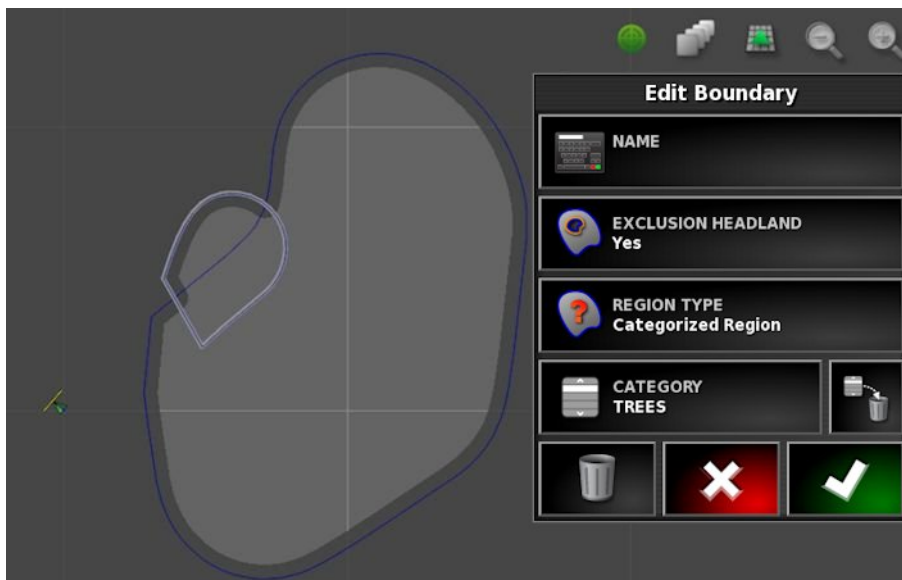 Edit Boundary
NAME
EXCLUSION HEADLAND
Yes
REGION TYPE
Categorized Region
CATEGORY
TREES